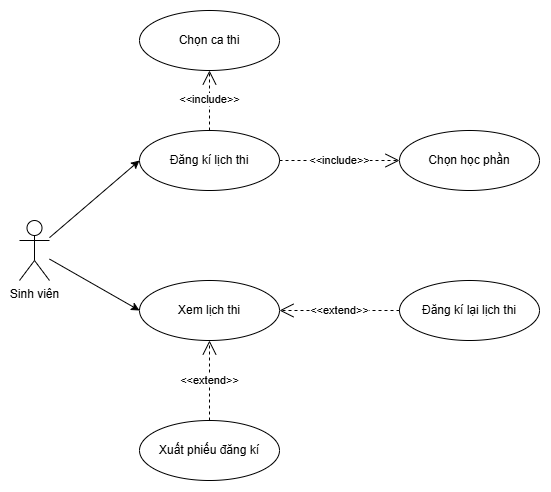 Chọn ca thi
<<include>>
Đăng kí lịch thi
<<include>>
Chọn học phần
Sinh viên
Xem lịch thi
<<extend>>
Đăng kí lại lịch thi
<<extend>>
Xuất phiếu đăng kí